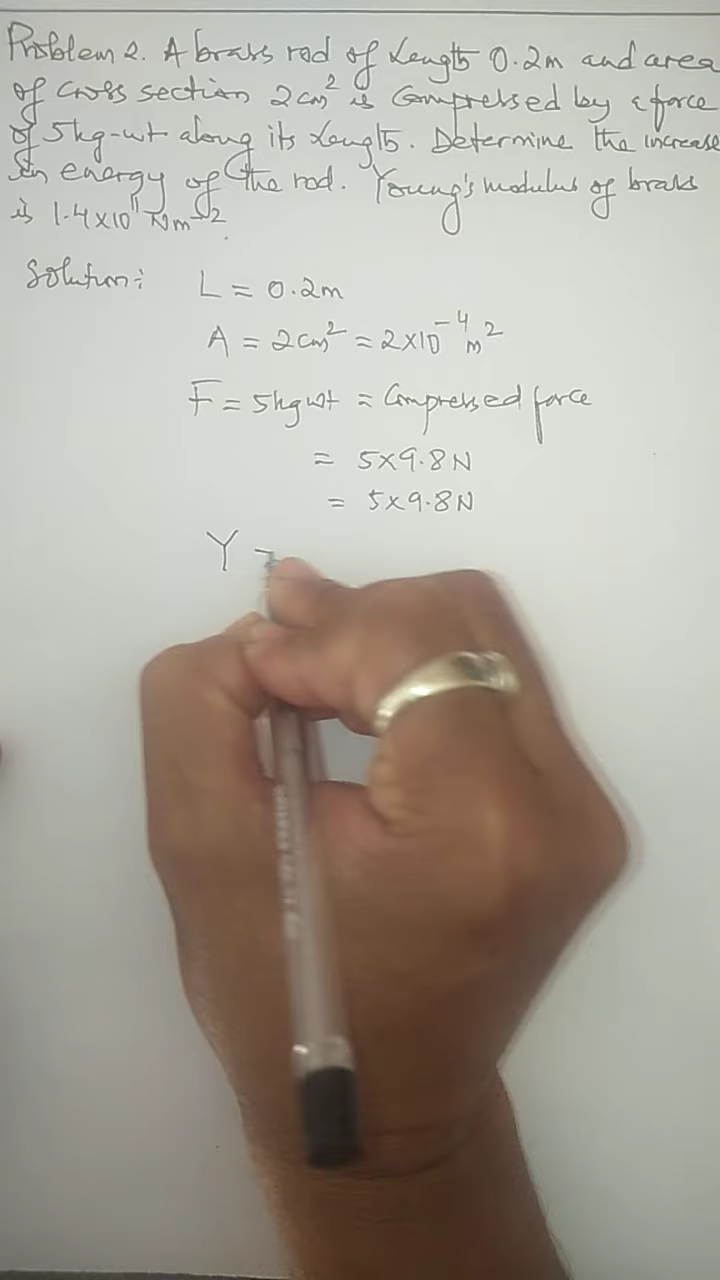 Problem 2. A brass rod of length 0.2m and area
of cross section 2cm² is compressed by a force
of 5kg-wt along its length. Determine the increase
in energy of the rod. Young's modulus of brass
is 1.4×10¹¹ Nm⁻².
Solution:
L = 0.2m
A = 2cm² = 2×10⁻⁴ m²
F = 5kgwt = Compressed force
= 5×9.8N
= 5×9.8N
Y